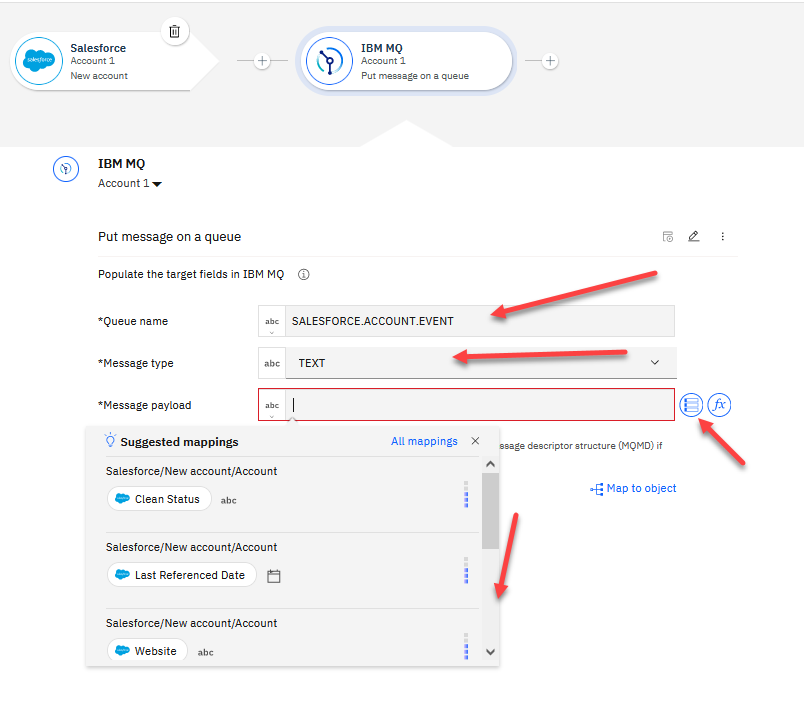 Salesforce
Account 1
New account
salesforce
IBM MQ
Account 1
Put message on a queue
IBM MQ
Account 1
Put message on a queue
Populate the target fields in IBM MQ
*Queue name
abc
SALESFORCE.ACCOUNT.EVENT
*Message type
abc
TEXT
*Message payload
abc
fx
Suggested mappings
All mappings
ssage descriptor structure (MQMD) if
Salesforce/New account/Account
Clean Status
abc
Map to object
Salesforce/New account/Account
Last Referenced Date
Salesforce/New account/Account
Website
abc